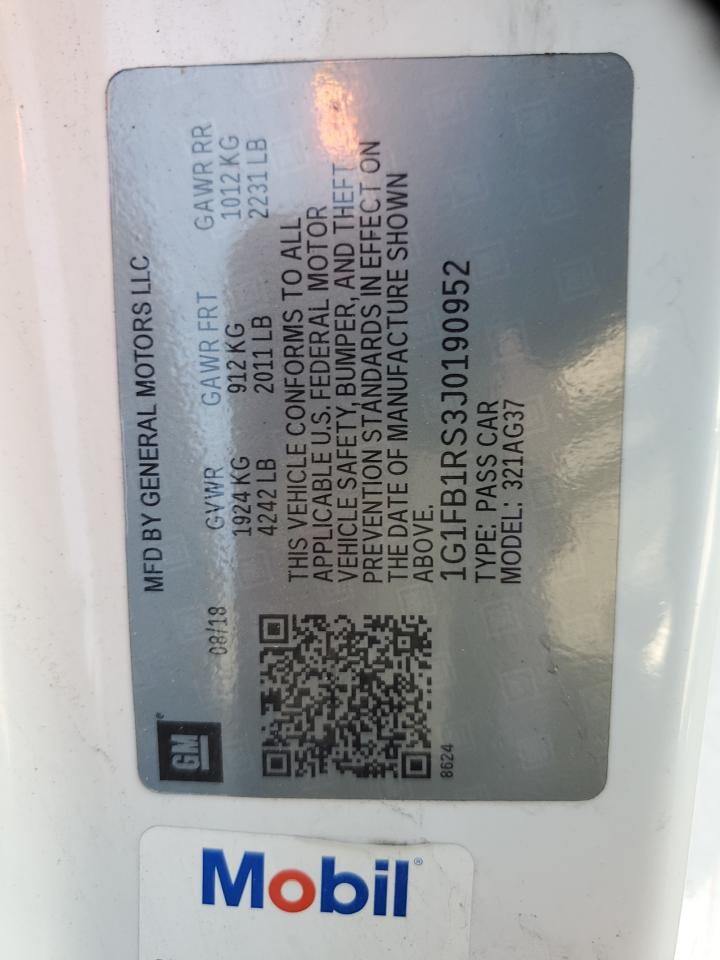 GM
MFD BY GENERAL MOTORS LLC
08/18
GVWR GAWR FRT GAWR RR
1924 KG 912 KG 1012 KG
4242 LB 2011 LB 2231 LB
THIS VEHICLE CONFORMS TO ALL
APPLICABLE U.S. FEDERAL MOTOR
VEHICLE SAFETY, BUMPER, AND THEFT
PREVENTION STANDARDS IN EFFECT ON
THE DATE OF MANUFACTURE SHOWN
ABOVE.
1G1FB1RS3J0190952
TYPE: PASS CAR
MODEL: 321AG37
8624
Mobil®